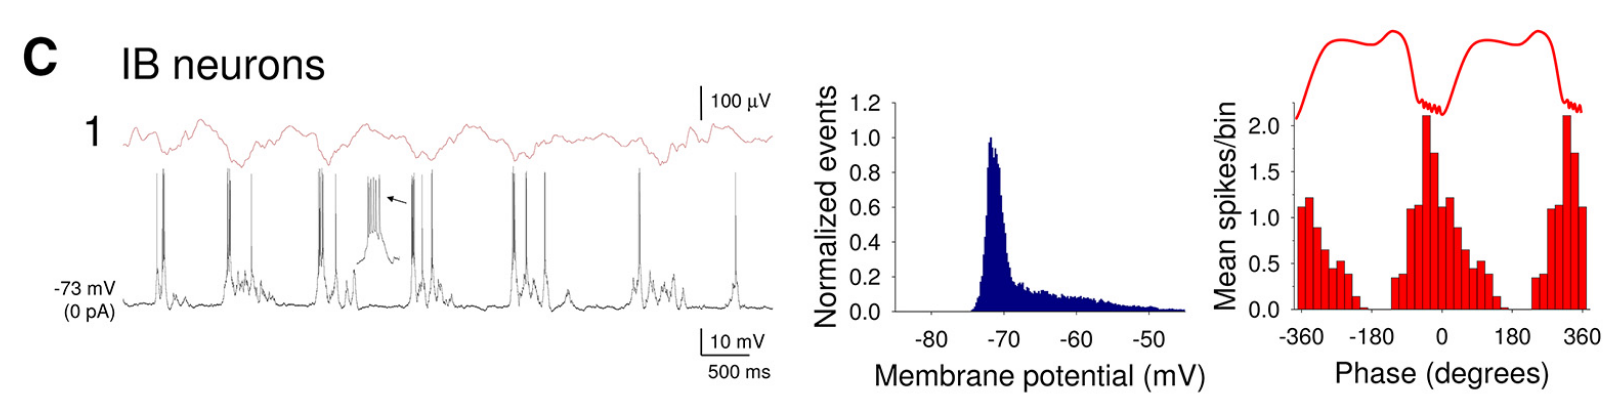 C IB neurons
1
100 μV
-73 mV
(0 pA)
10 mV
500 ms
Normalized events
1.2
1.0
0.8
0.6
0.4
0.2
0.0
-80 -70 -60 -50
Membrane potential (mV)
Mean spikes/bin
2.0
1.5
1.0
0.5
0.0
-360 -180 0 180 360
Phase (degrees)